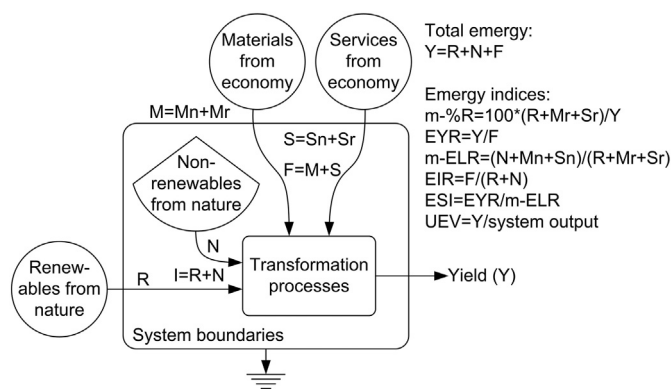 Materials
from
economy
Services
from
economy
Total emergy:
Y=R+N+F
Emergy indices:
m-%R=100*(R+Mr+Sr)/Y
EYR=Y/F
m-ELR=(N+Mn+Sn)/(R+Mr+Sr)
EIR=F/(R+N)
ESI=EYR/m-ELR
UEV=Y/system output
M=Mn+Mr
S=Sn+Sr
F=M+S
Non-
renewables
from nature
N
Renew-
ables from
nature
R
I=R+N
Transformation
processes
Yield (Y)
System boundaries